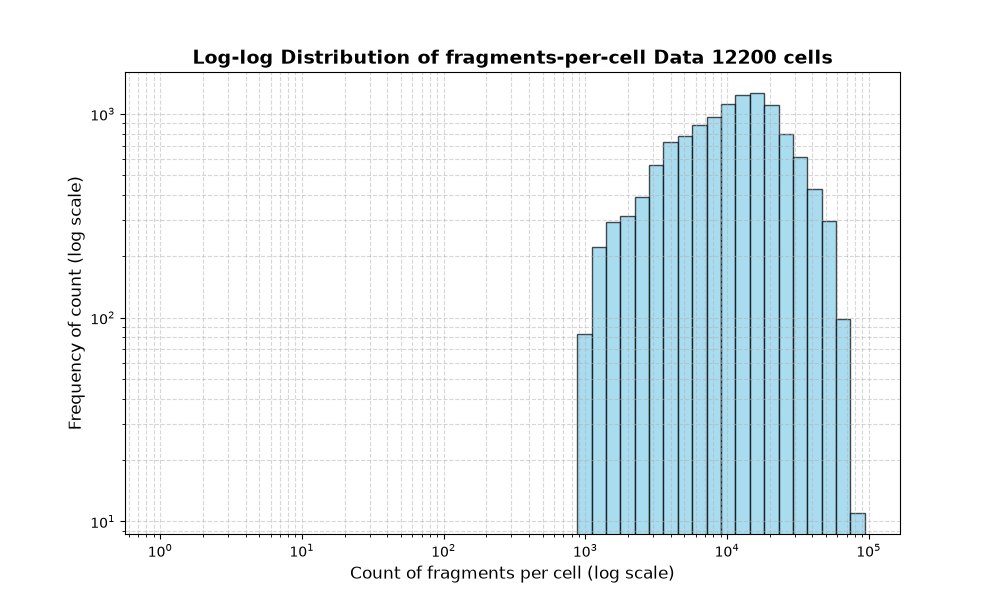 Log-log Distribution of fragments-per-cell Data 12200 cells
Frequency of count (log scale)
10³
10²
10¹
10⁰ 10¹ 10² 10³ 10⁴ 10⁵
Count of fragments per cell (log scale)